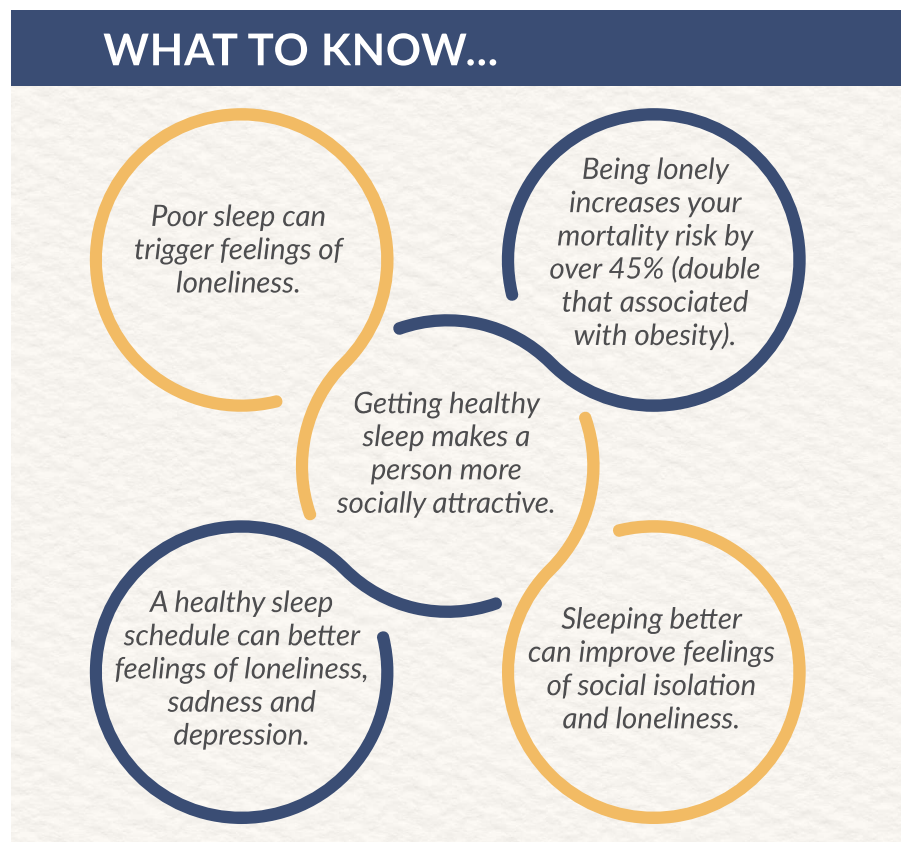 WHAT TO KNOW...
Poor sleep can
trigger feelings of
loneliness.
Being lonely
increases your
mortality risk by
over 45% (double
that associated
with obesity).
Getting healthy
sleep makes a
person more
socially attractive.
A healthy sleep
schedule can better
feelings of loneliness,
sadness and
depression.
Sleeping better
can improve feelings
of social isolation
and loneliness.